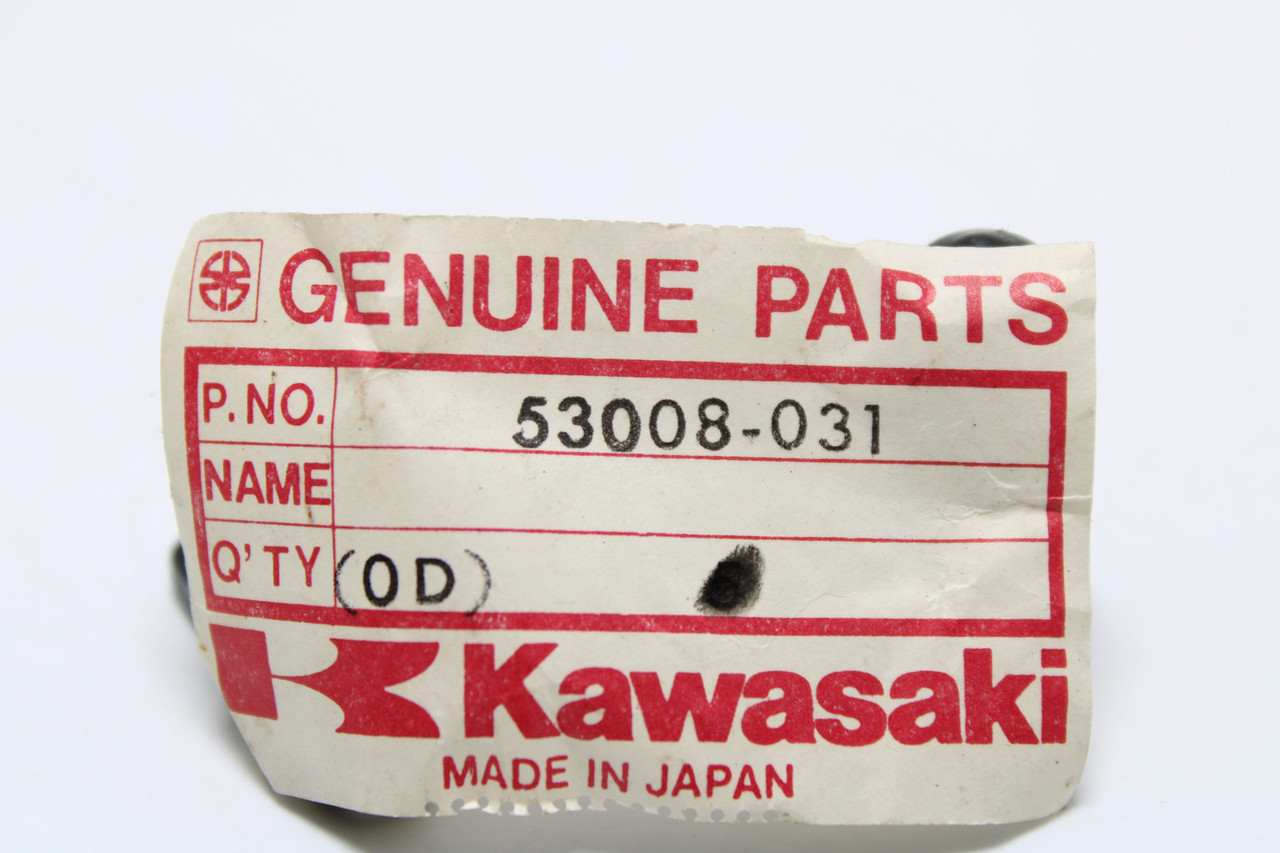 GENUINE PARTS
P. NO. 53008-031
NAME
Q'TY (OD)
Kawasaki
MADE IN JAPAN